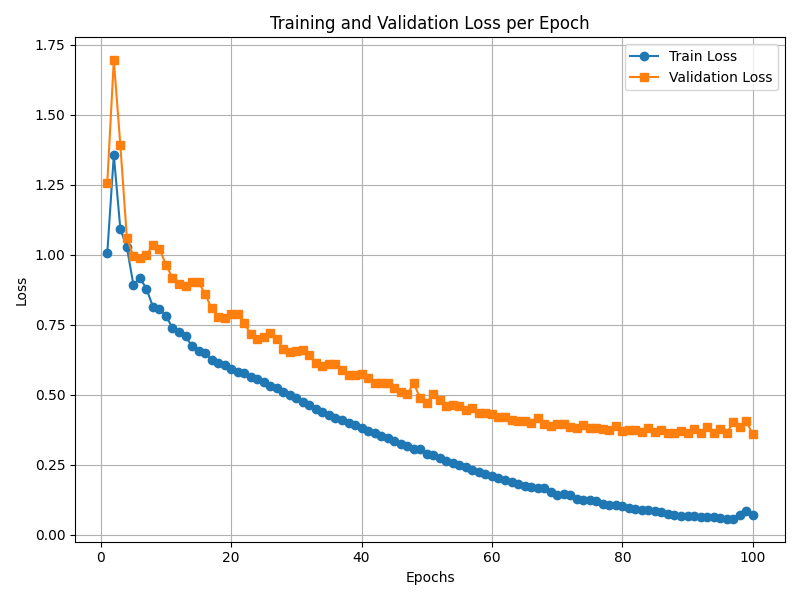 Training and Validation Loss per Epoch
Train Loss
Validation Loss
1.75
1.50
1.25
1.00
0.75
0.50
0.25
0.00
Loss
0 20 40 60 80 100
Epochs